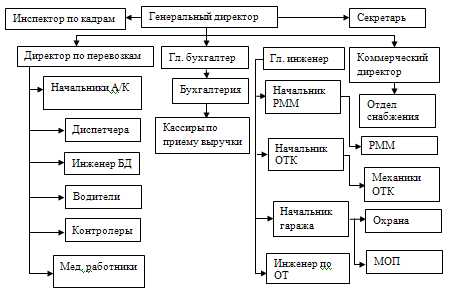 Инспектор по кадрам
Генеральный директор
Секретарь
Директор по перевозкам
Гл. бухгалтер
Гл. инженер
Коммерческий
директор
Начальники А/К
Диспетчера
Инженер БД
Водители
Контролеры
Мед. работники
Бухгалтерия
Кассиры по
приему выручки
Начальник
РММ
Начальник
ОТК
Начальник
гаража
Инженер по
ОТ
Отдел
снабжения
РММ
Механики
ОТК
Охрана
МОП